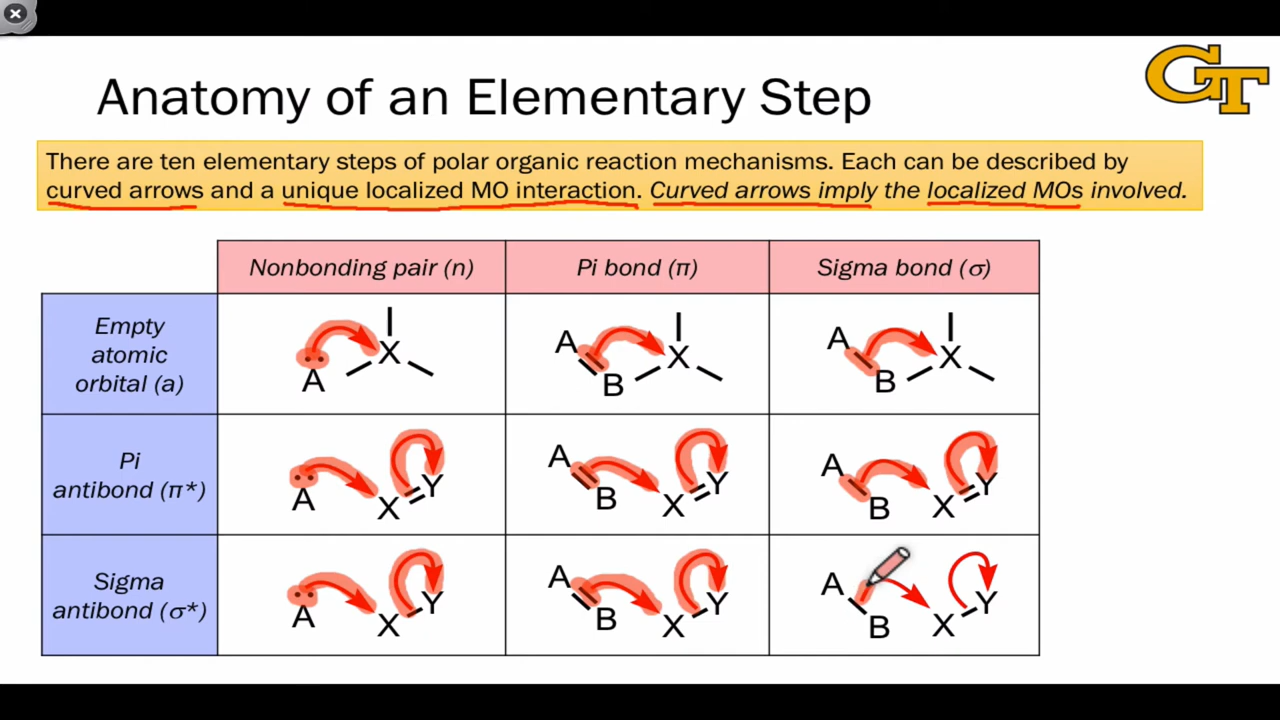 GT
Anatomy of an Elementary Step
There are ten elementary steps of polar organic reaction mechanisms. Each can be described by
curved arrows and a unique localized MO interaction. Curved arrows imply the localized MOs involved.
Nonbonding pair (n)
Pi bond (π)
Sigma bond (σ)
Empty
atomic
orbital (a)
A X
A B X
A B X
Pi
antibond (π*)
A X Y
A B X Y
A B X Y
Sigma
antibond (σ*)
A X Y
A B X Y
A B X Y